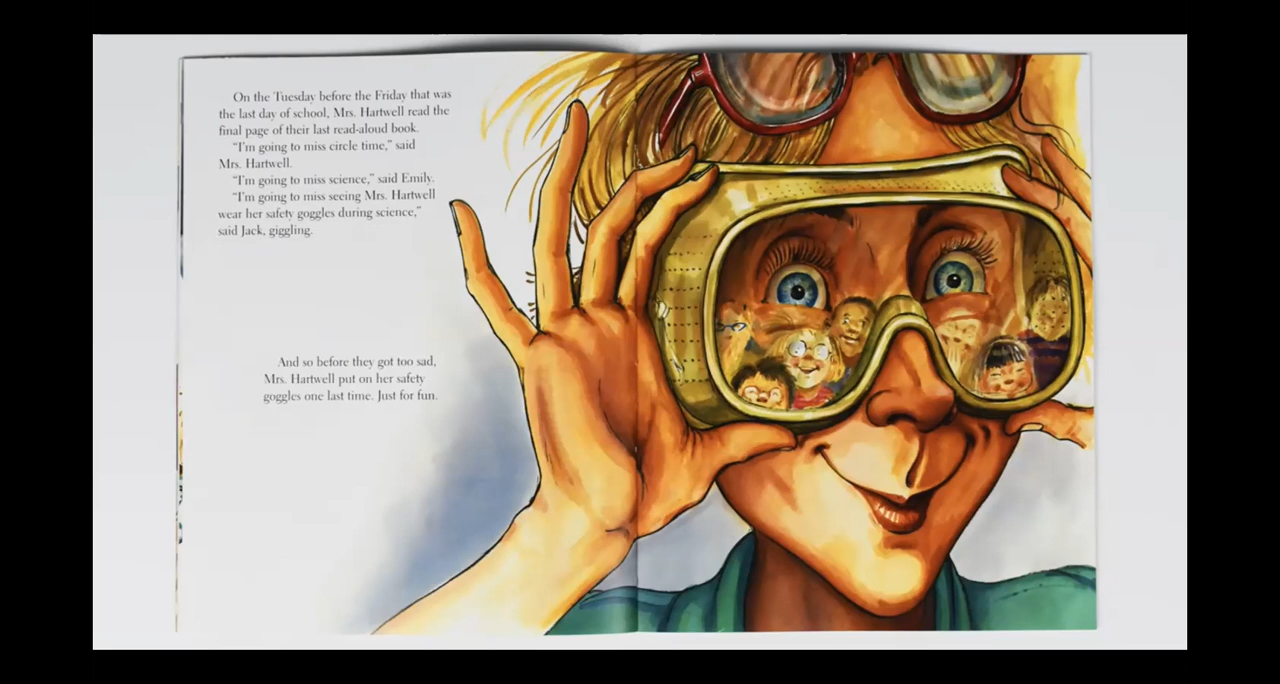 On the Tuesday before the Friday that was
the last day of school, Mrs. Hartwell read the
final page of their last read-aloud book.
“I’m going to miss circle time,” said
Mrs. Hartwell.
“I’m going to miss science,” said Emily.
“I’m going to miss seeing Mrs. Hartwell
wear her safety goggles during science,”
said Jack, giggling.
And so before they got too sad,
Mrs. Hartwell put on her safety
goggles one last time. Just for fun.